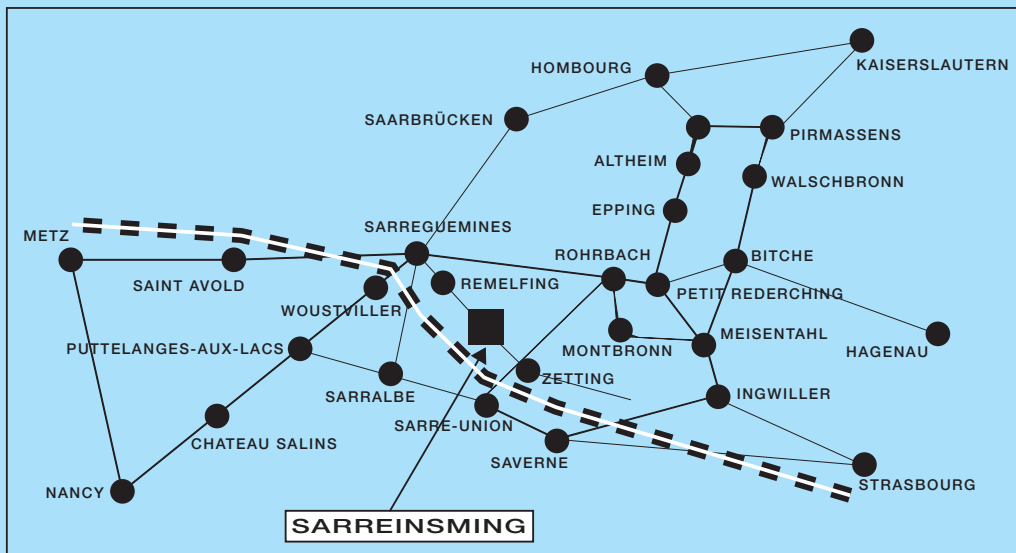 KAISERSLAUTERN
HOMBOURG
SAARBRÜCKEN
PIRMASSENS
ALTHEIM
WALSCHBRONN
EPPING
SARREGUEMINES
METZ
ROHRBACH
BITCHE
SAINT AVOLD
REMELFING
PETIT REDERCHING
WOUSTVILLER
MEISENTAHL
PUTTELANGES-AUX-LACS
MONTBRONN
HAGENAU
ZETTING
SARRALBE
INGWILLER
SARRE-UNION
CHATEAU SALINS
SAVERNE
STRASBOURG
NANCY
SARREINSMING